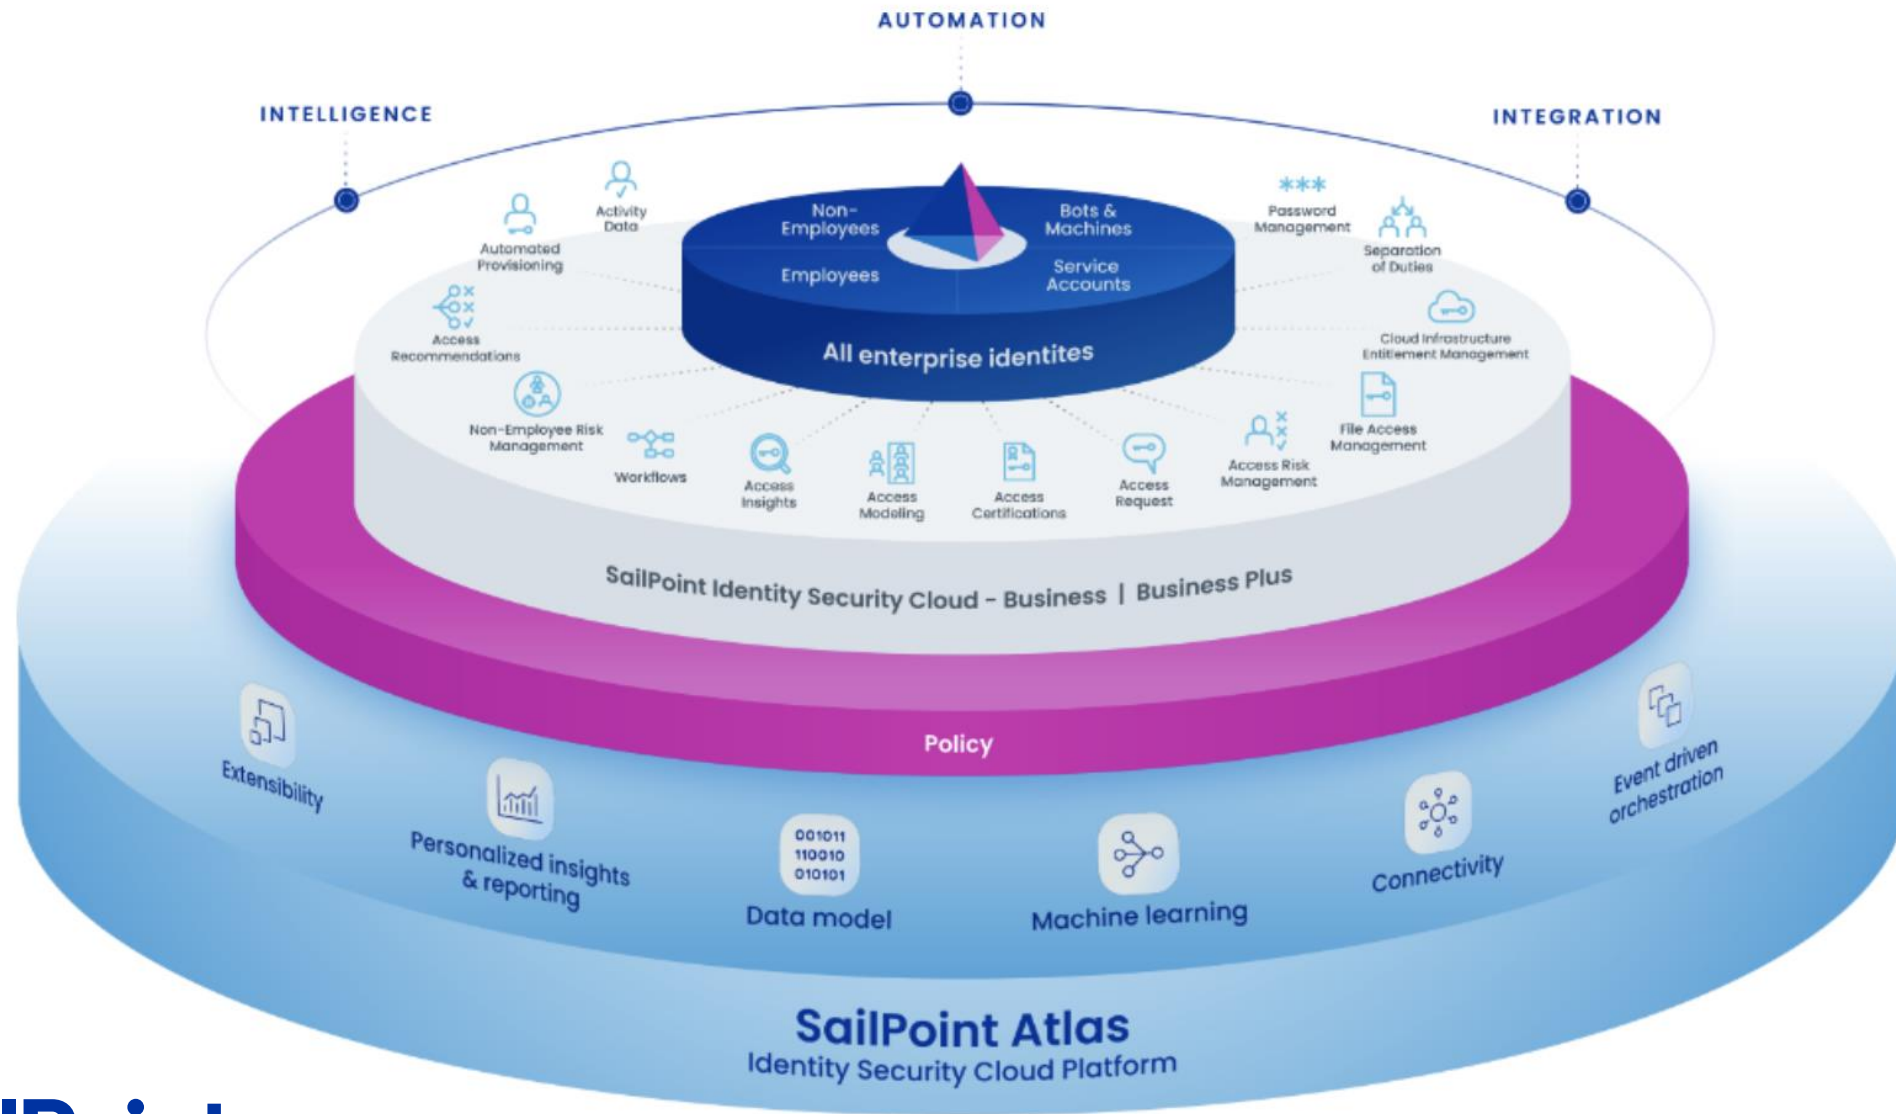 AUTOMATION
INTELLIGENCE
INTEGRATION
Activity
Data
Automated
Provisioning
Access
Recommendations
Non-Employee Risk
Management
Workflows
Access
Insights
Access
Modeling
Access
Certifications
Access
Request
Access Risk
Management
File Access
Management
Cloud Infrastructure
Entitlement Management
Separation
of Duties
***
Password
Management
Non-
Employees
Bots &
Machines
Employees
Service
Accounts
All enterprise identites
SailPoint Identity Security Cloud - Business | Business Plus
Policy
Extensibility
Personalized insights
& reporting
001011
110010
010101
Data model
Machine learning
Connectivity
Event driven
orchestration
SailPoint Atlas
Identity Security Cloud Platform